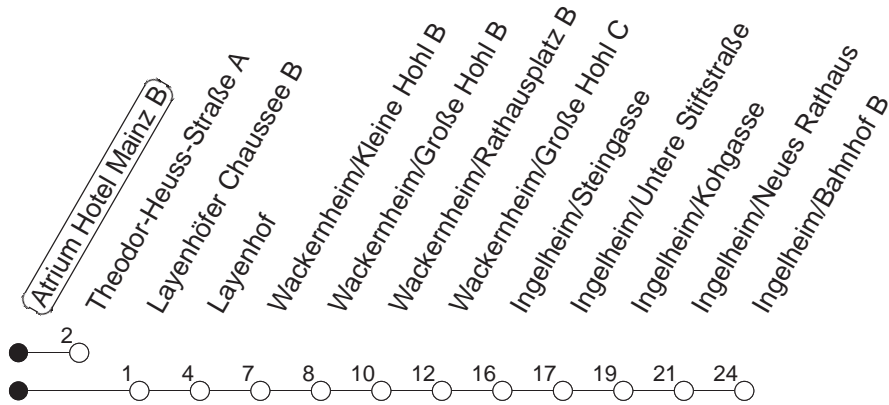 Atrium Hotel Mainz B
Theodor-Heuss-Straße A
Layenhöfer Chaussee B
Layenhof
Wackernheim/Kleine Hohl B
Wackernheim/Große Hohl B
Wackernheim/Rathausplatz B
Wackernheim/Große Hohl C
Ingelheim/Steingasse
Ingelheim/Untere Stiftstraße
Ingelheim/Kohgasse
Ingelheim/Neues Rathaus
Ingelheim/Bahnhof B
2
1 4 7 8 10 12 16 17 19 21 24